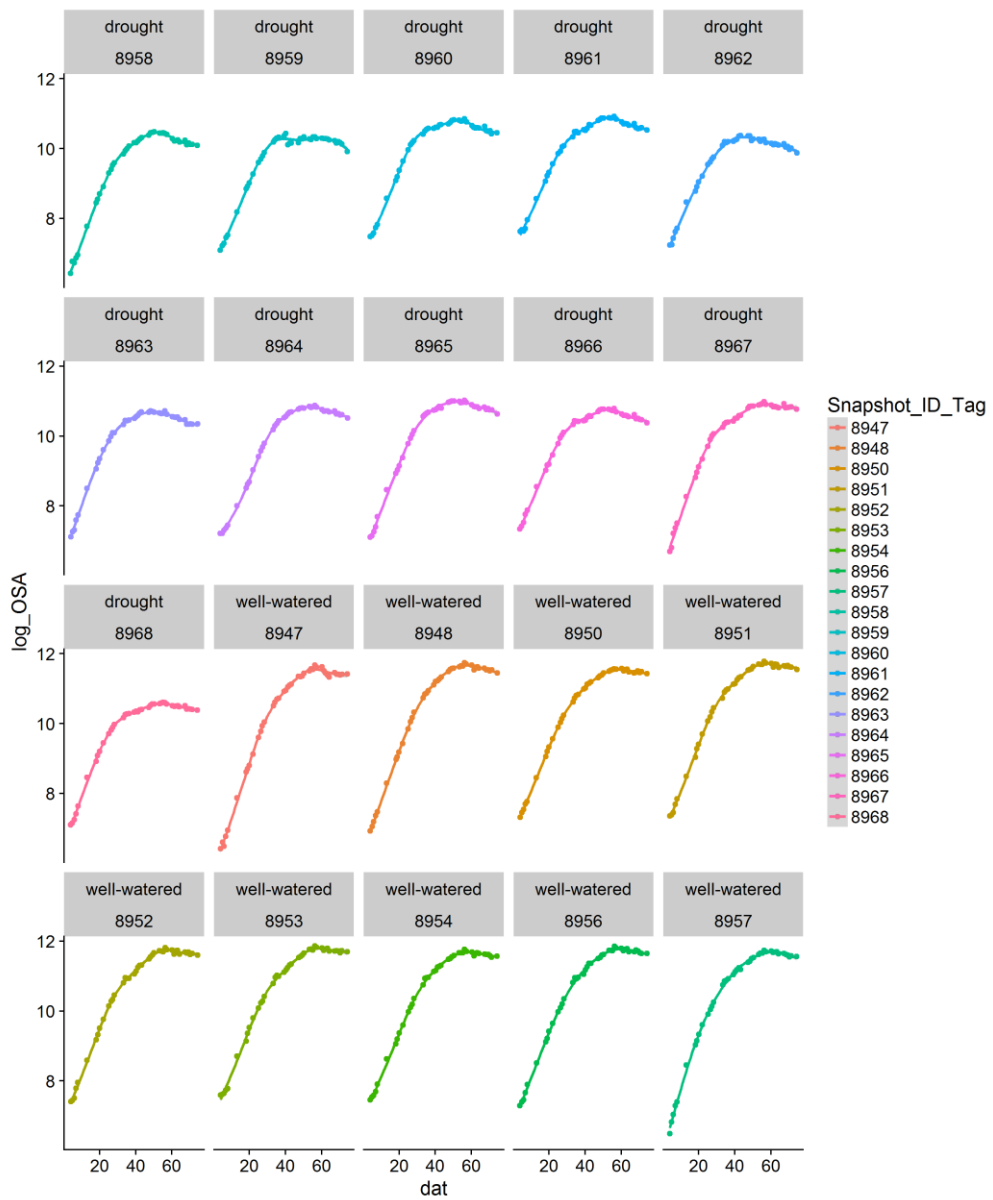 drought drought drought drought drought
8958 8959 8960 8961 8962
12
10
8
drought drought drought drought drought
8963 8964 8965 8966 8967
12
10
8
drought well-watered well-watered well-watered well-watered
8968 8947 8948 8950 8951
12
10
8
well-watered well-watered well-watered well-watered well-watered
8952 8953 8954 8956 8957
12
10
8
20 40 60 20 40 60 20 40 60 20 40 60 20 40 60
dat
log_OSA
Snapshot_ID_Tag
8947
8948
8950
8951
8952
8953
8954
8956
8957
8958
8959
8960
8961
8962
8963
8964
8965
8966
8967
8968